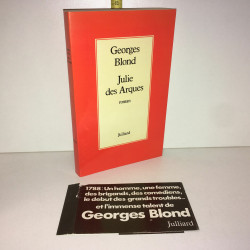 Georges
Blond
Julie
des Arques
roman
Julliard
1788 : Un homme, une femme,
des brigands, des comédiens,
le début des grands troubles...
et l'immense talent de
Georges Blond
Julliard